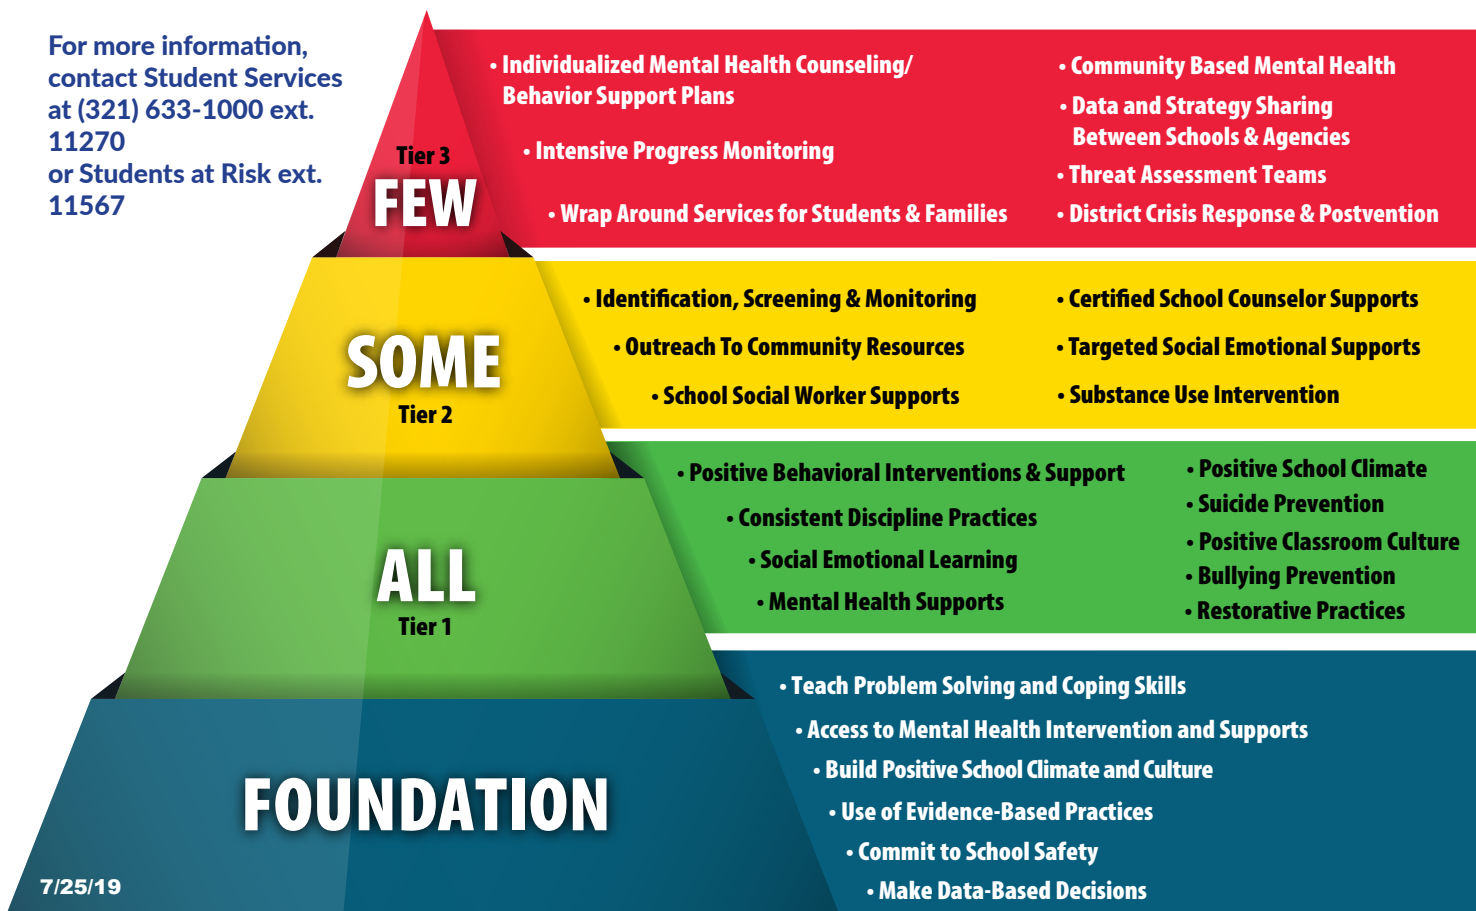 For more information,
contact Student Services
at (321) 633-1000 ext.
11270
or Students at Risk ext.
11567
Tier 3
FEW
• Individualized Mental Health Counseling/
Behavior Support Plans
• Intensive Progress Monitoring
• Wrap Around Services for Students & Families
• Community Based Mental Health
• Data and Strategy Sharing
Between Schools & Agencies
• Threat Assessment Teams
• District Crisis Response & Postvention
SOME
Tier 2
• Identification, Screening & Monitoring
• Outreach To Community Resources
• School Social Worker Supports
• Certified School Counselor Supports
• Targeted Social Emotional Supports
• Substance Use Intervention
ALL
Tier 1
• Positive Behavioral Interventions & Support
• Consistent Discipline Practices
• Social Emotional Learning
• Mental Health Supports
• Positive School Climate
• Suicide Prevention
• Positive Classroom Culture
• Bullying Prevention
• Restorative Practices
FOUNDATION
• Teach Problem Solving and Coping Skills
• Access to Mental Health Intervention and Supports
• Build Positive School Climate and Culture
• Use of Evidence-Based Practices
• Commit to School Safety
• Make Data-Based Decisions
7/25/19